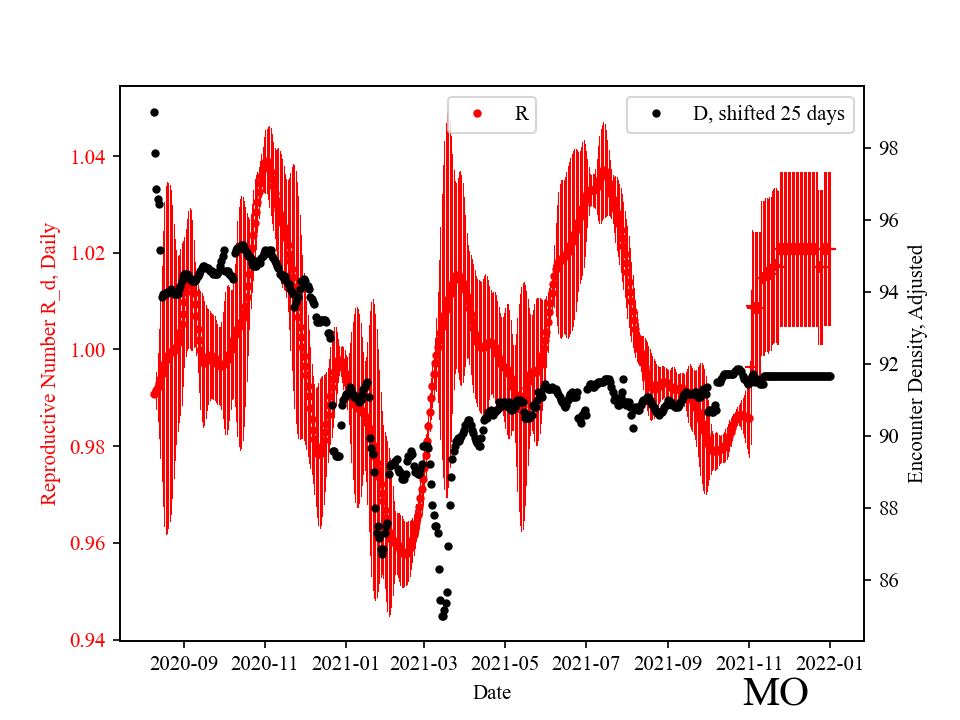 R
D, shifted 25 days
Reproductive Number R_d, Daily
1.04
1.02
1.00
0.98
0.96
0.94
98
96
94
92
90
88
86
Encounter Density, Adjusted
2020-09 2020-11 2021-01 2021-03 2021-05 2021-07 2021-09 2021-11 2022-01
Date
MO